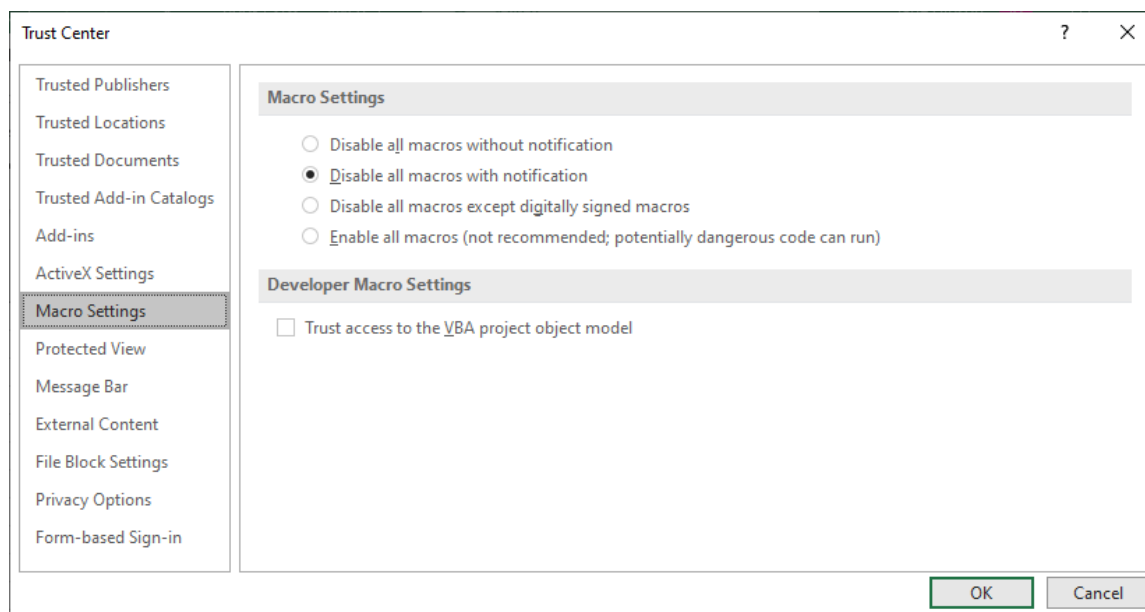 Trust Center
?
Trusted Publishers
Trusted Locations
Trusted Documents
Trusted Add-in Catalogs
Add-ins
ActiveX Settings
Macro Settings
Protected View
Message Bar
External Content
File Block Settings
Privacy Options
Form-based Sign-in
Macro Settings
Disable all macros without notification
Disable all macros with notification
Disable all macros except digitally signed macros
Enable all macros (not recommended; potentially dangerous code can run)
Developer Macro Settings
Trust access to the VBA project object model
OK
Cancel